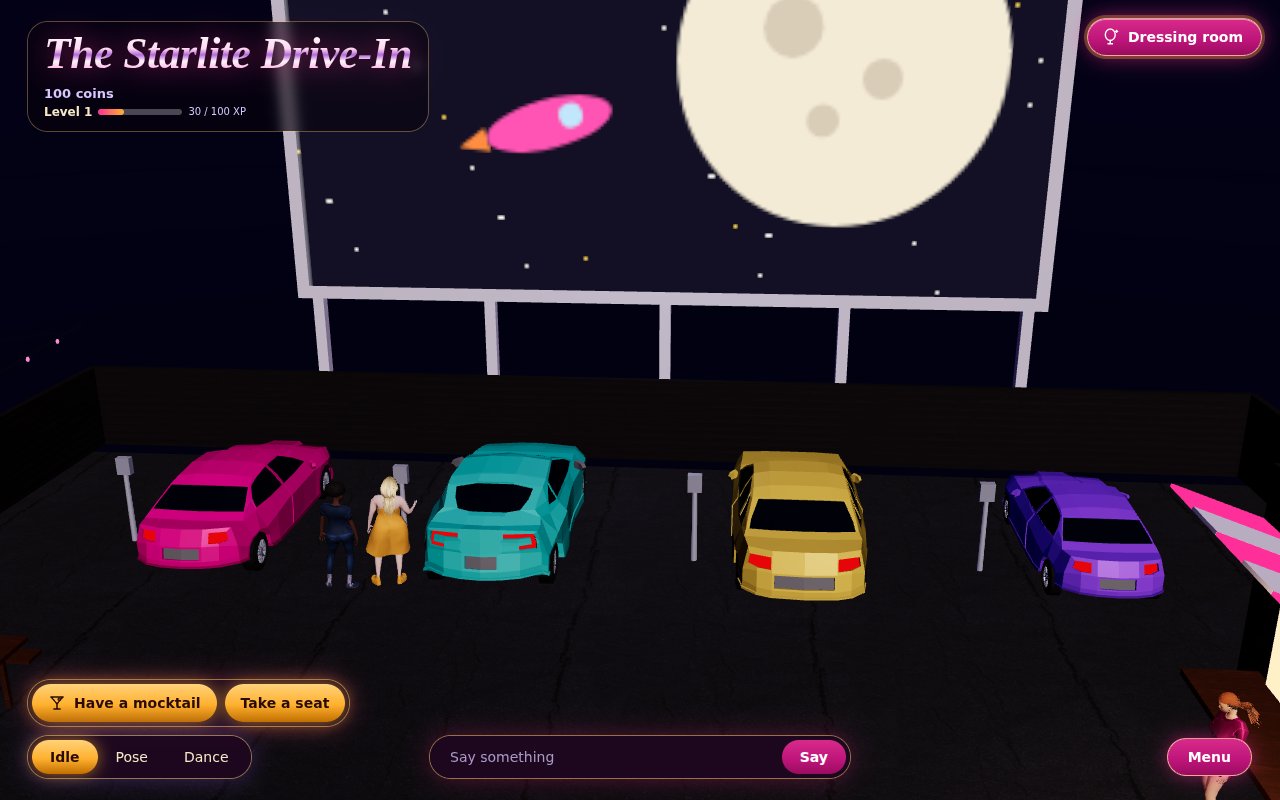 The Starlite Drive-In
100 coins
Level 1 30 / 100 XP
Dressing room
Have a mocktail
Take a seat
Idle
Pose
Dance
Say something
Say
Menu